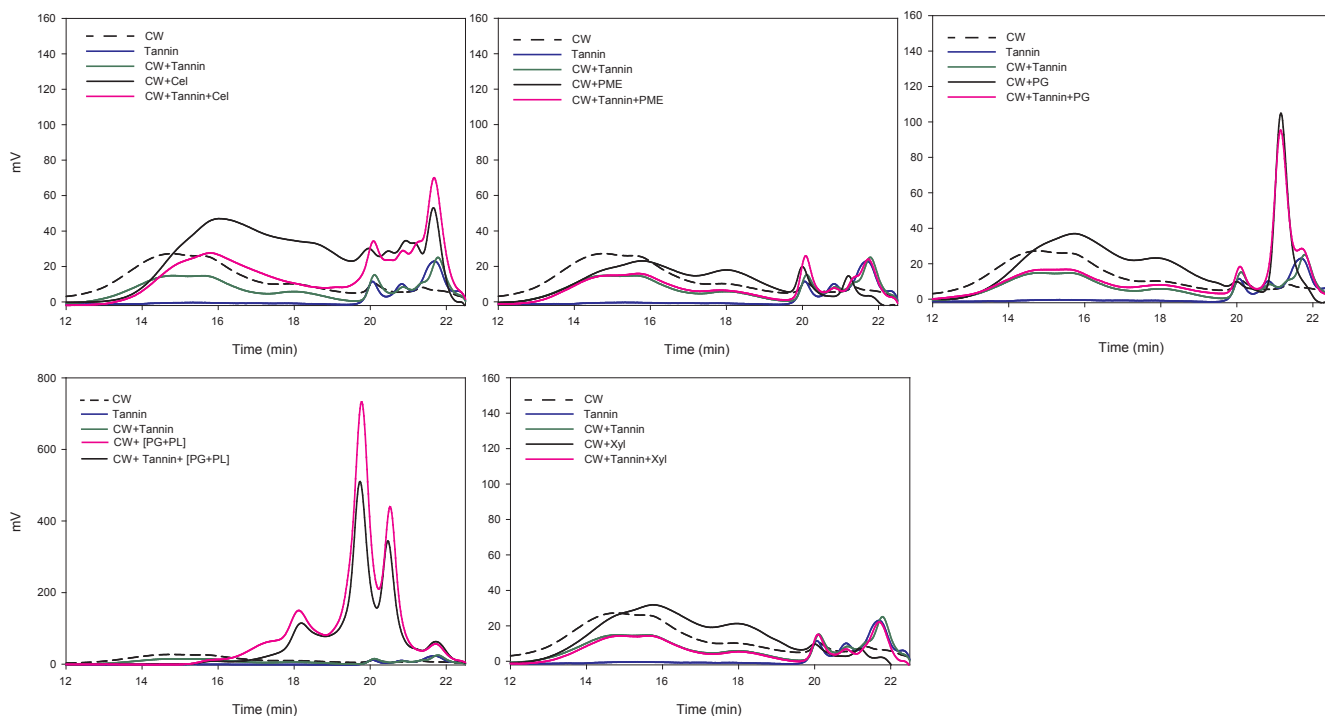 160
140
120
100
80
60
40
20
0
mV
12 14 16 18 20 22
Time (min)
CW
Tannin
CW+Tannin
CW+Cel
CW+Tannin+Cel
160
140
120
100
80
60
40
20
0
12 14 16 18 20 22
Time (min)
CW
Tannin
CW+Tannin
CW+PME
CW+Tannin+PME
160
140
120
100
80
60
40
20
0
12 14 16 18 20 22
Time (min)
CW
Tannin
CW+Tannin
CW+PG
CW+Tannin+PG
800
600
400
200
0
mV
12 14 16 18 20 22
Time (min)
CW
Tannin
CW+Tannin
CW+ [PG+PL]
CW+ Tannin+ [PG+PL]
160
140
120
100
80
60
40
20
0
12 14 16 18 20 22
Time (min)
CW
Tannin
CW+Tannin
CW+Xyl
CW+Tannin+Xyl